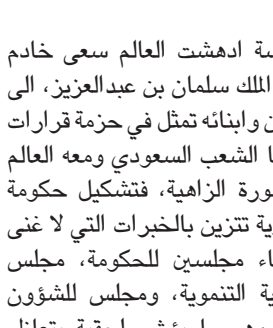 سة ادهشت العالم سعى خادم
الملك سلمان بن عبدالعزيز، الى
ن وابنائه تمثل في حزمة قرارات
ا الشعب السعودي ومعه العالم
ورة الزاهية، فتشكيل حكومة
وية تتزين بالخبرات التي لا غنى
اء مجلسين للحكومة، مجلس
ية التنموية، ومجلس للشؤون